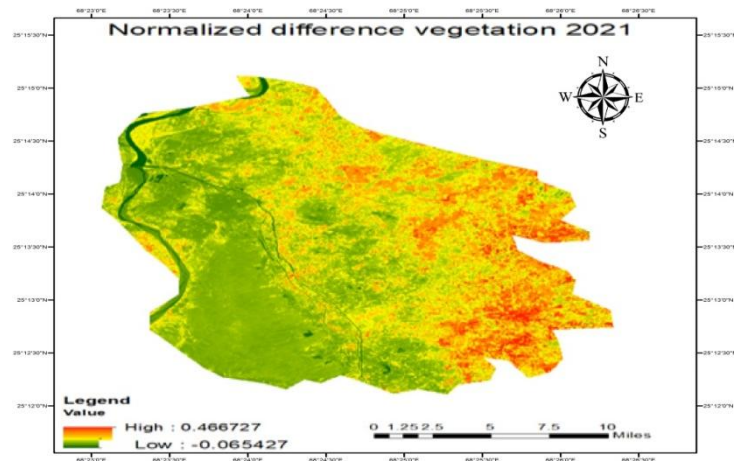 68°23'0"E 68°23'30"E 68°24'0"E 68°24'30"E 68°25'0"E 68°25'30"E 68°26'0"E 68°26'30"E
Normalized difference vegetation 2021
25°15'30"N 25°15'30"N
N
25°15'0"N 25°15'0"N
W E
S
25°14'30"N 25°14'30"N
25°14'0"N 25°14'0"N
25°13'30"N 25°13'30"N
25°13'0"N 25°13'0"N
25°12'30"N 25°12'30"N
25°12'0"N 25°12'0"N
Legend
Value
High : 0.466727
Low : -0.065427
0 1.25 2.5 5 7.5 10
Miles
68°23'0"E 68°23'30"E 68°24'0"E 68°24'30"E 68°25'0"E 68°25'30"E 68°26'0"E 68°26'30"E